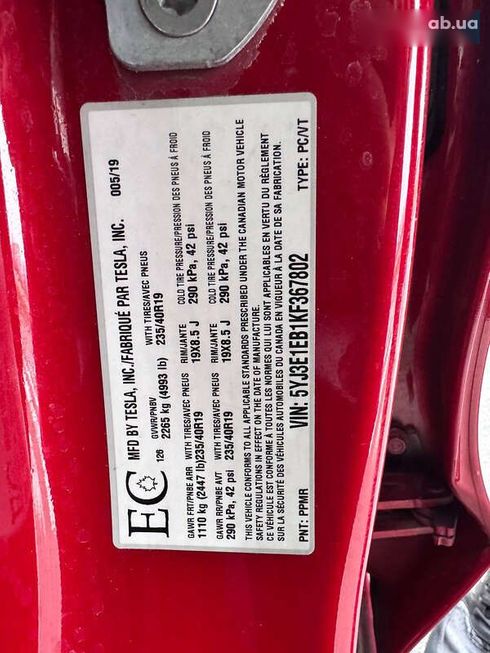 ab.ua
EC
MFD BY TESLA, INC./FABRIQUÉ PAR TESLA, INC. 005/19
126 GVWR/PNBV WITH TIRES/AVEC PNEUS COLD TIRE PRESSURE/PRESSION DES PNEUS À FROID
2265 kg (4993 lb) 235/40R19 290 kPa, 42 psi
GAWR FRT/PNBE ARR WITH TIRES/AVEC PNEUS RIM/JANTE COLD TIRE PRESSURE/PRESSION DES PNEUS À FROID
1110 kg (2447 lb)235/40R19 19X8.5 J 290 kPa, 42 psi
GAWR RR/PNBE AVT WITH TIRES/AVEC PNEUS RIM/JANTE
290 kPa, 42 psi 235/40R19 19X8.5 J 290 kPa, 42 psi
THIS VEHICLE CONFORMS TO ALL APPLICABLE STANDARDS PRESCRIBED UNDER THE CANADIAN MOTOR VEHICLE
SAFETY REGULATIONS IN EFFECT ON THE DATE OF MANUFACTURE.
CE VÉHICULE EST CONFORME À TOUTES LES NORMES QUI LUI SONT APPLICABLES EN VERTU DU RÈGLEMENT
SUR LA SÉCURITÉ DES VÉHICULES AUTOMOBILES DU CANADA EN VIGUEUR À LA DATE DE SA FABRICATION.
PNT: PPMR VIN: 5YJ3E1EB1KF367802 TYPE: PC/VT